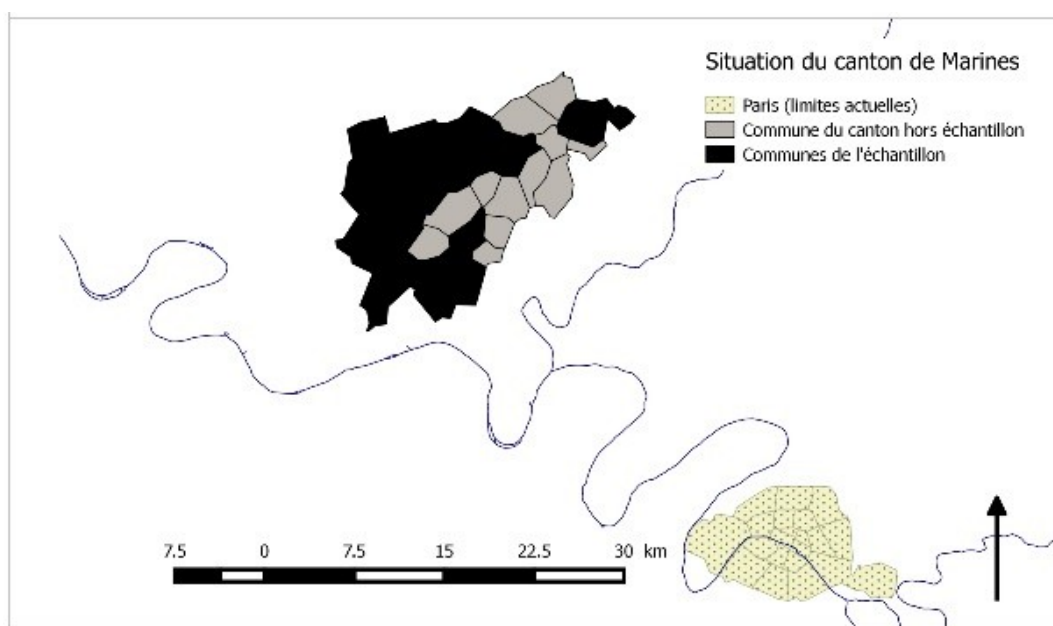 Situation du canton de Marines
Paris (limites actuelles)
Commune du canton hors échantillon
Communes de l'échantillon
7.5 0 7.5 15 22.5 30 km